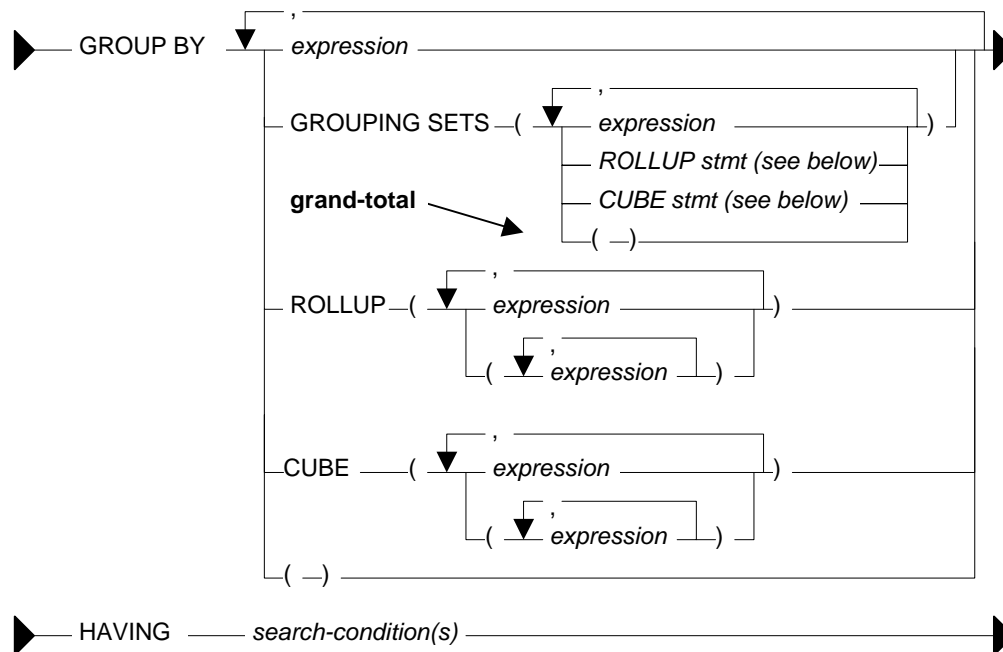 ,
GROUP BY expression
,
GROUPING SETS ( expression )
ROLLUP stmt (see below)
grand-total CUBE stmt (see below)
( )
,
ROLLUP ( expression )
,
( expression )
,
CUBE ( expression )
,
( expression )
( )
HAVING search-condition(s)